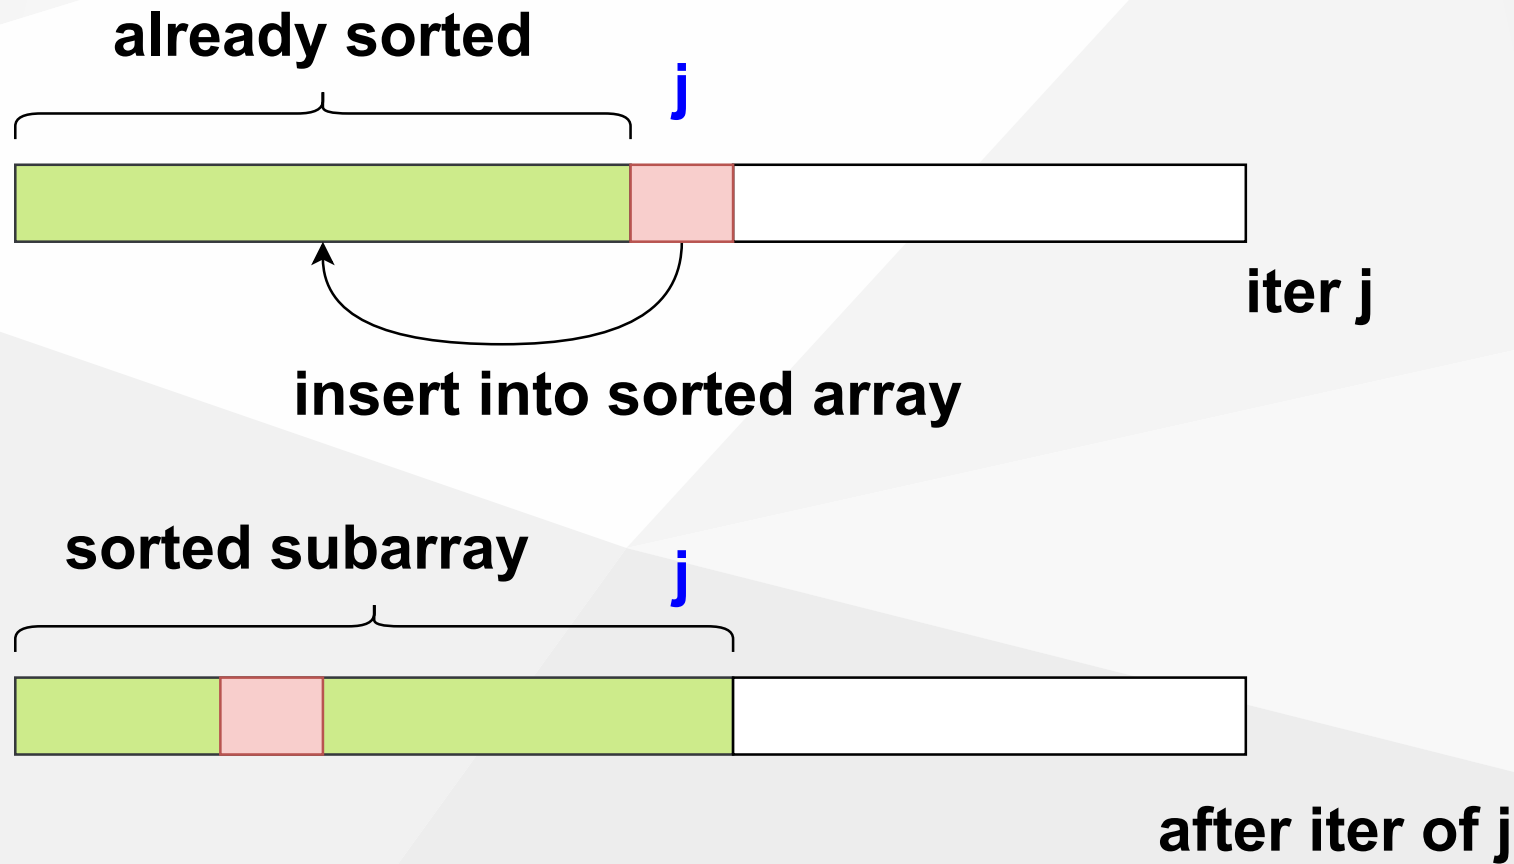 already sorted
j
iter j
insert into sorted array
sorted subarray
j
after iter of j